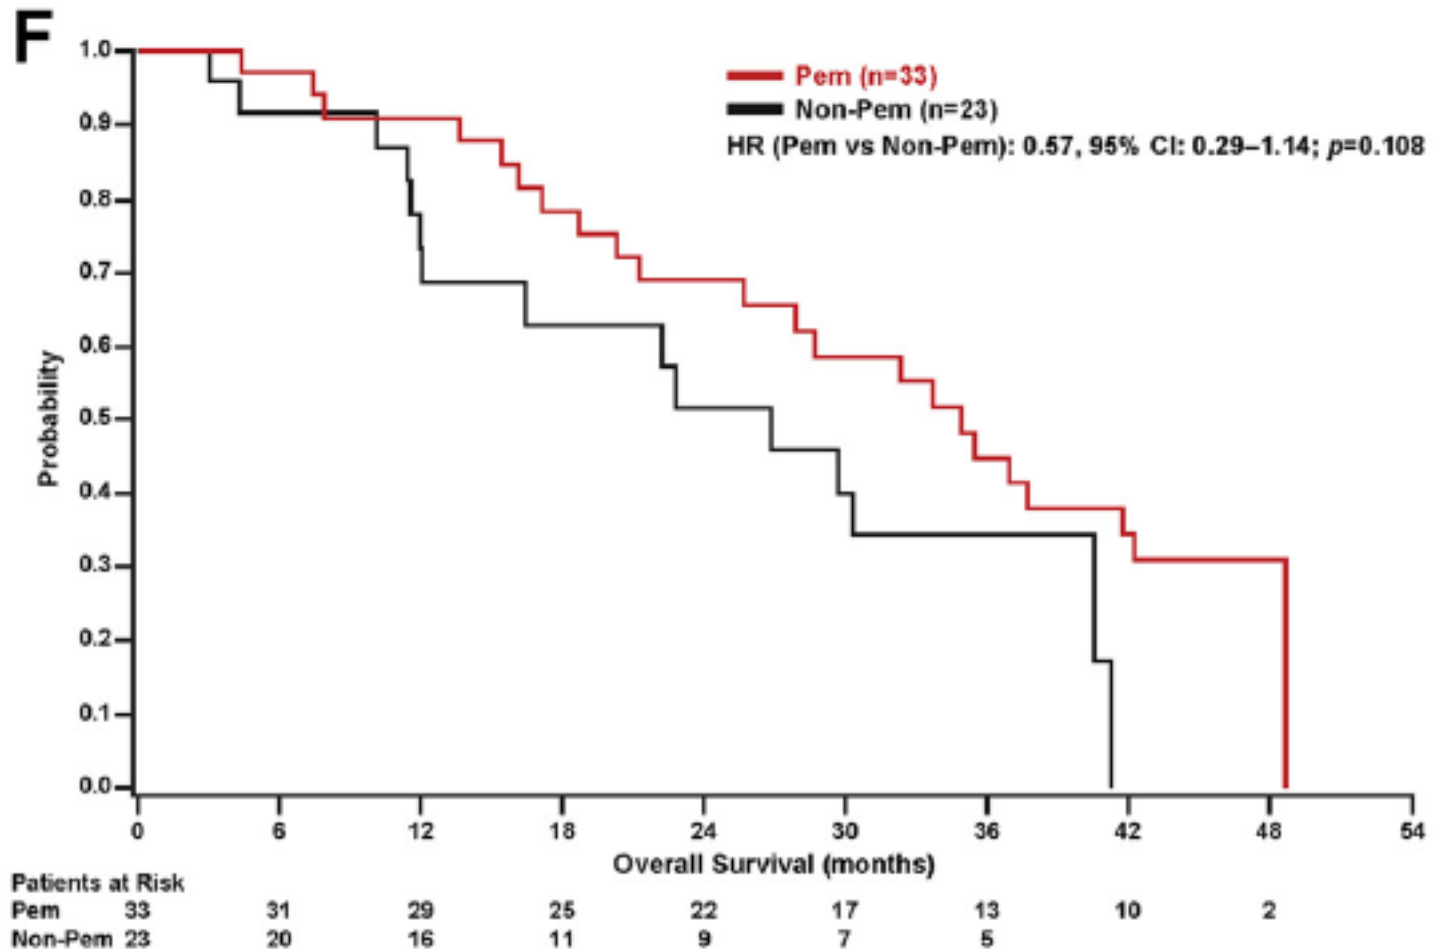 F
Pem (n=33)
Non-Pem (n=23)
HR (Pem vs Non-Pem): 0.57, 95% CI: 0.29–1.14; p=0.108
1.0
0.9
0.8
0.7
0.6
0.5
0.4
0.3
0.2
0.1
0.0
Probability
0 6 12 18 24 30 36 42 48 54
Overall Survival (months)
Patients at Risk
Pem 33 31 29 25 22 17 13 10 2
Non-Pem 23 20 16 11 9 7 5